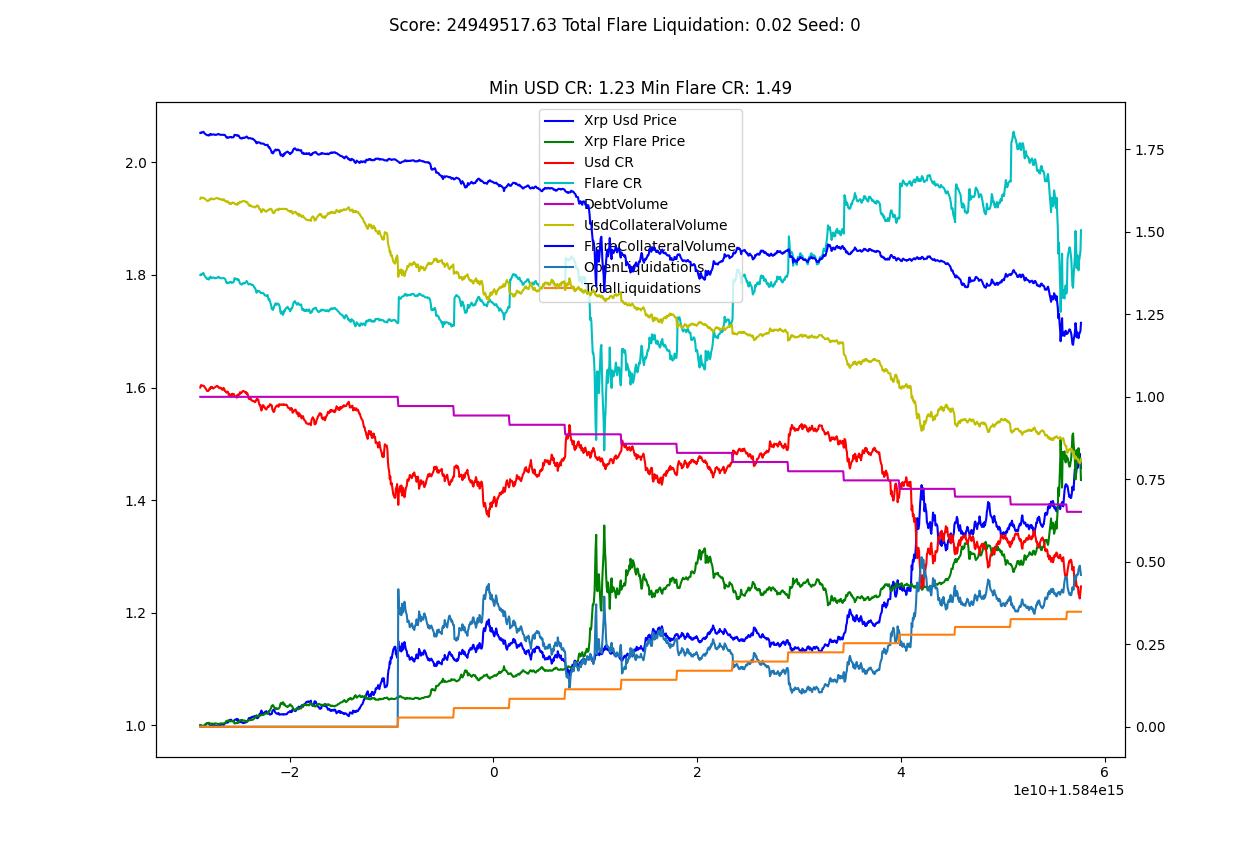 Score: 24949517.63 Total Flare Liquidation: 0.02 Seed: 0
Min USD CR: 1.23 Min Flare CR: 1.49
Xrp Usd Price
Xrp Flare Price
Usd CR
Flare CR
DebtVolume
UsdCollateralVolume
FlareCollateralVolume
OpenLiquidations
TotalLiquidations
2.0
1.8
1.6
1.4
1.2
1.0
1.75
1.50
1.25
1.00
0.75
0.50
0.25
0.00
−2 0 2 4 6
1e10+1.584e15